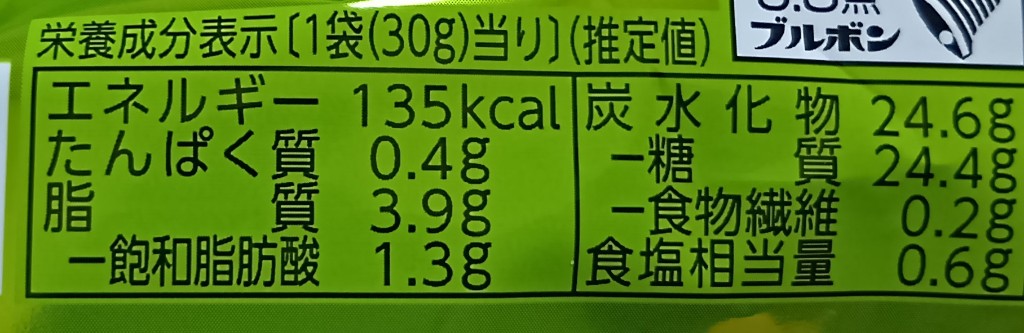 栄養成分表示〔1袋(30g)当り〕(推定値)
ブルボン
エネルギー 135kcal
たんぱく質 0.4g
脂質 3.9g
−飽和脂肪酸 1.3g
炭水化物 24.6g
−糖質 24.4g
−食物繊維 0.2g
食塩相当量 0.6g